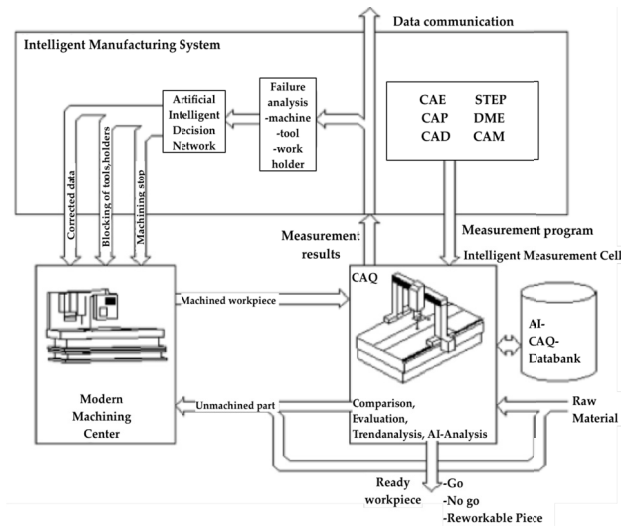 Data communication
Intelligent Manufacturing System
Artificial
Intelligent
Decision
Network
Failure
analysis
-machine
-tool
-work
holder
CAE STEP
CAP DME
CAD CAM
Corrected data
Blocking of tools,holders
Machining stop
Measurement
results
Measurement program
Intelligent Measurement Cell
CAQ
Machined workpiece
AI-
CAQ-
Databank
Modern
Machining
Center
Unmachined part
Comparison,
Evaluation,
Trendanalysis, AI-Analysis
Raw
Material
Ready
workpiece
-Go
-No go
-Reworkable Piece